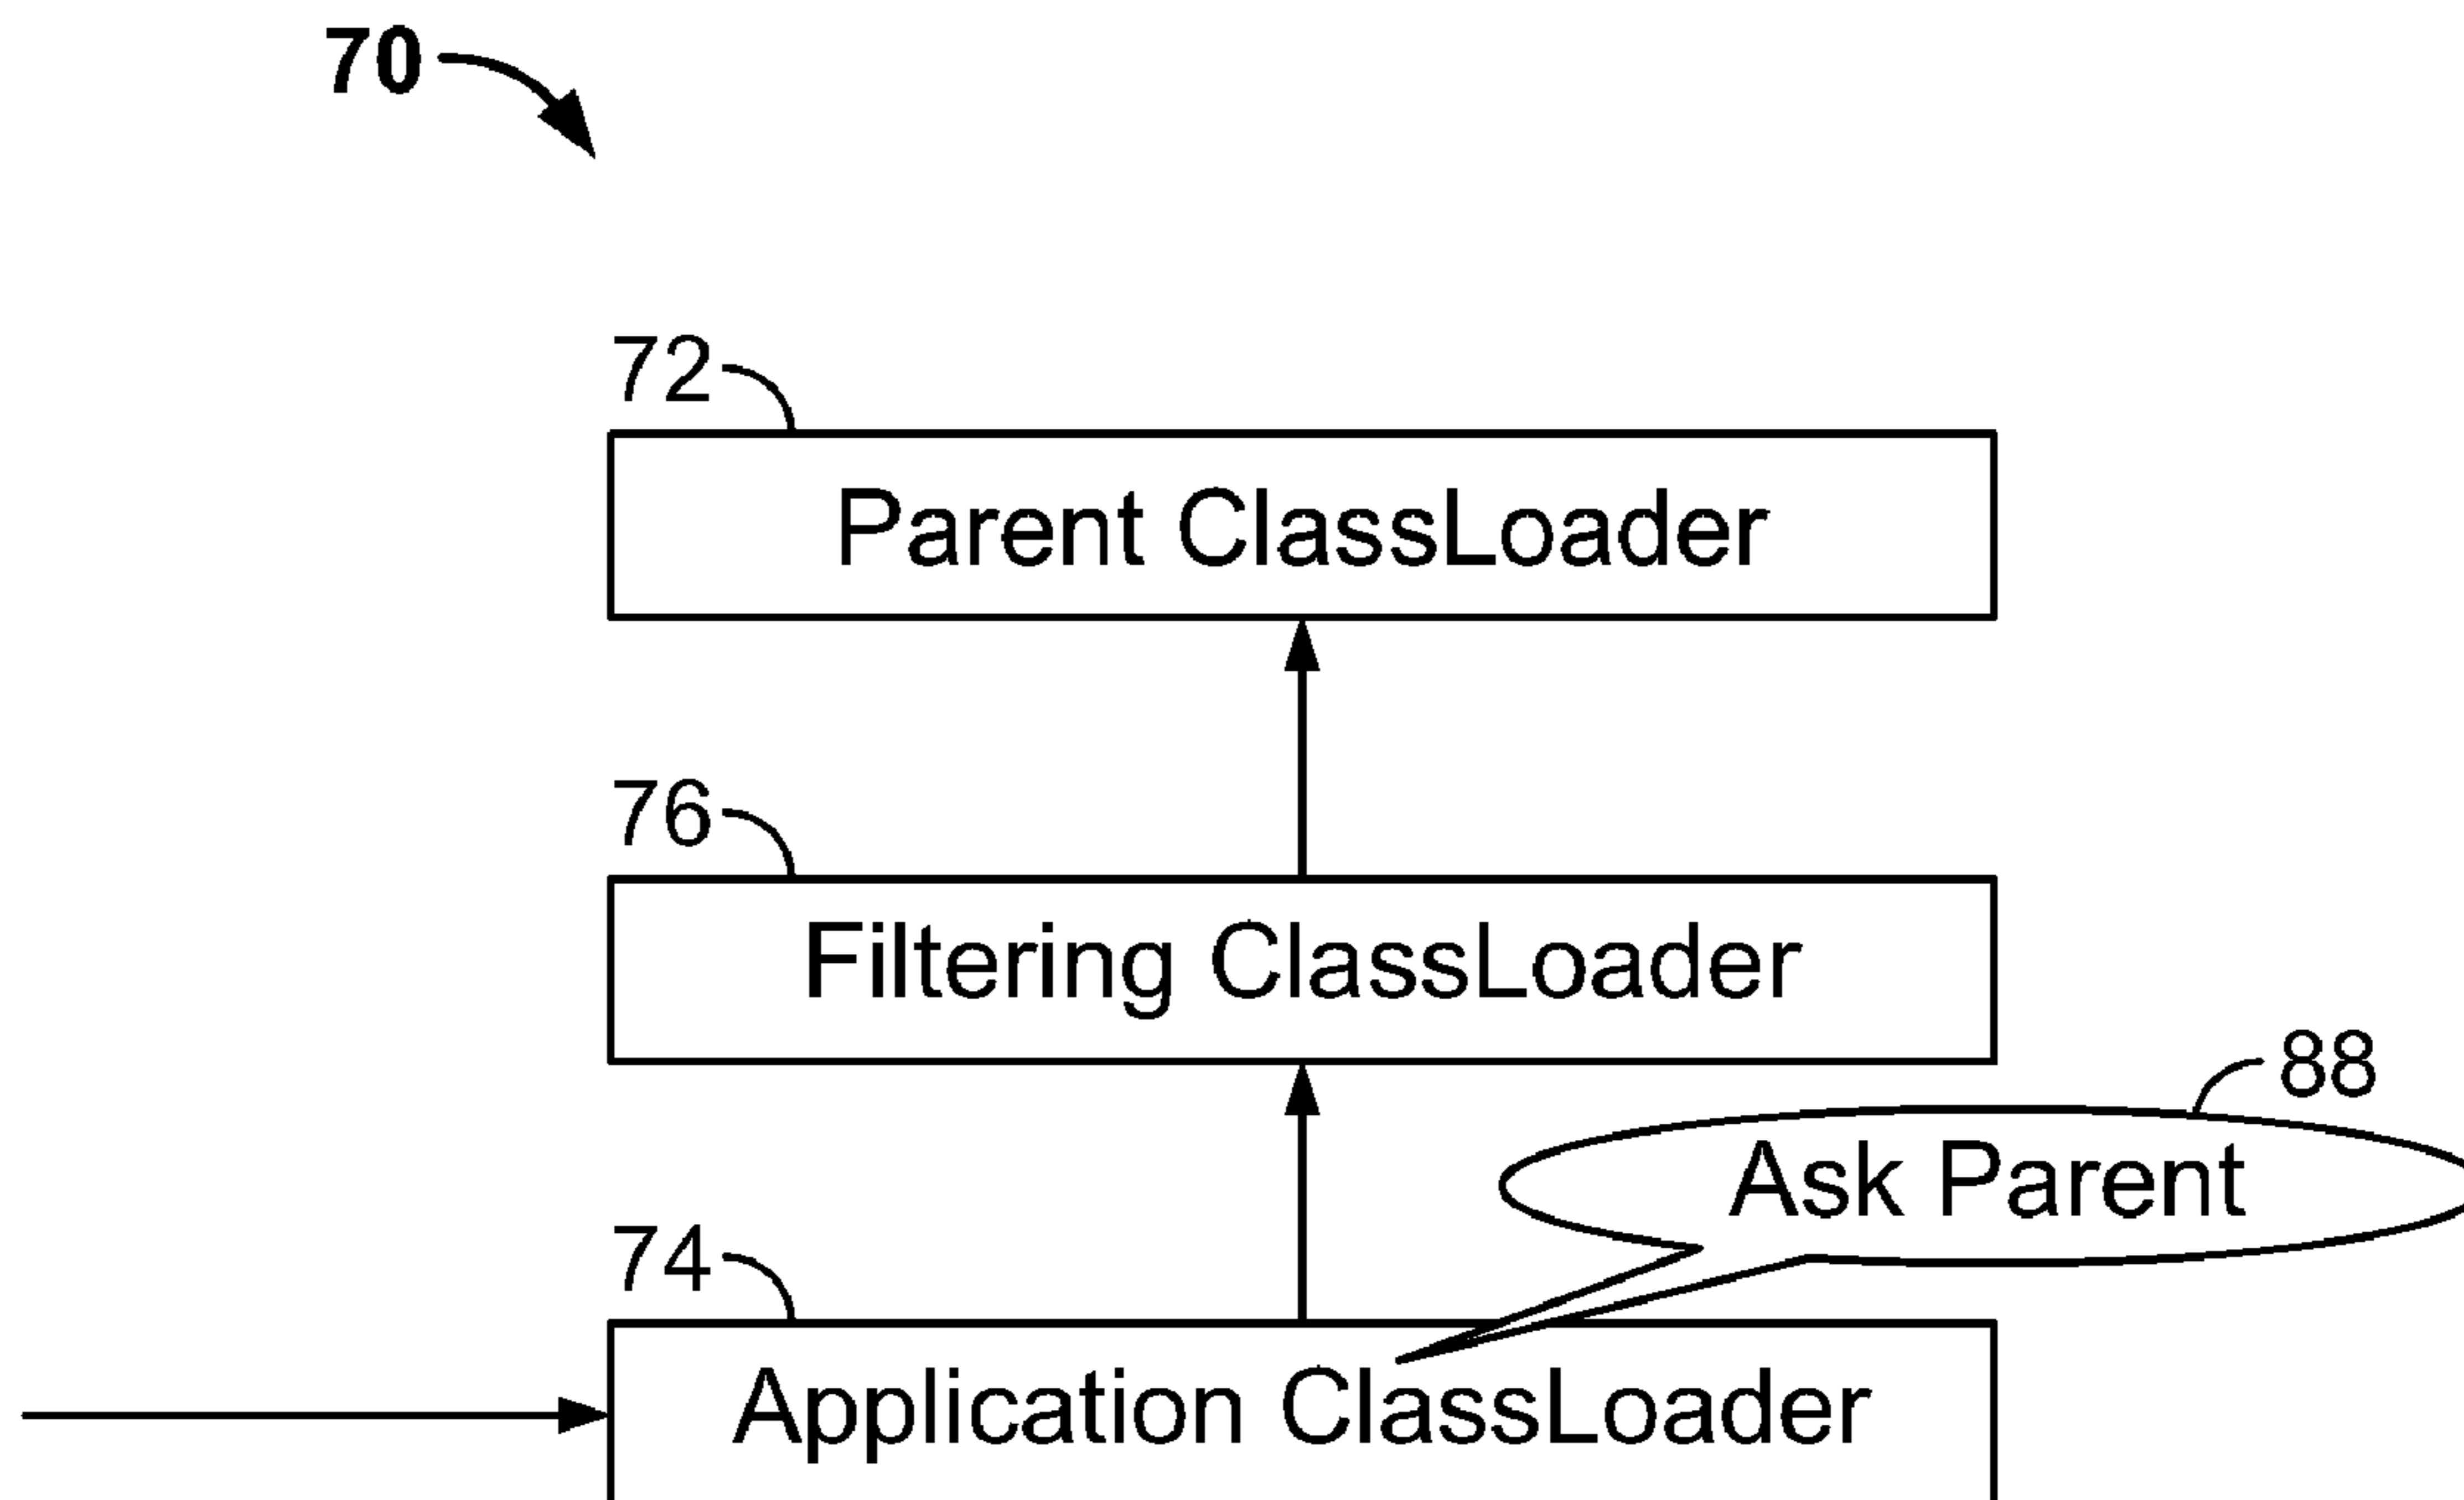 70
72
Parent ClassLoader
76
Filtering ClassLoader
88
Ask Parent
74
Application ClassLoader